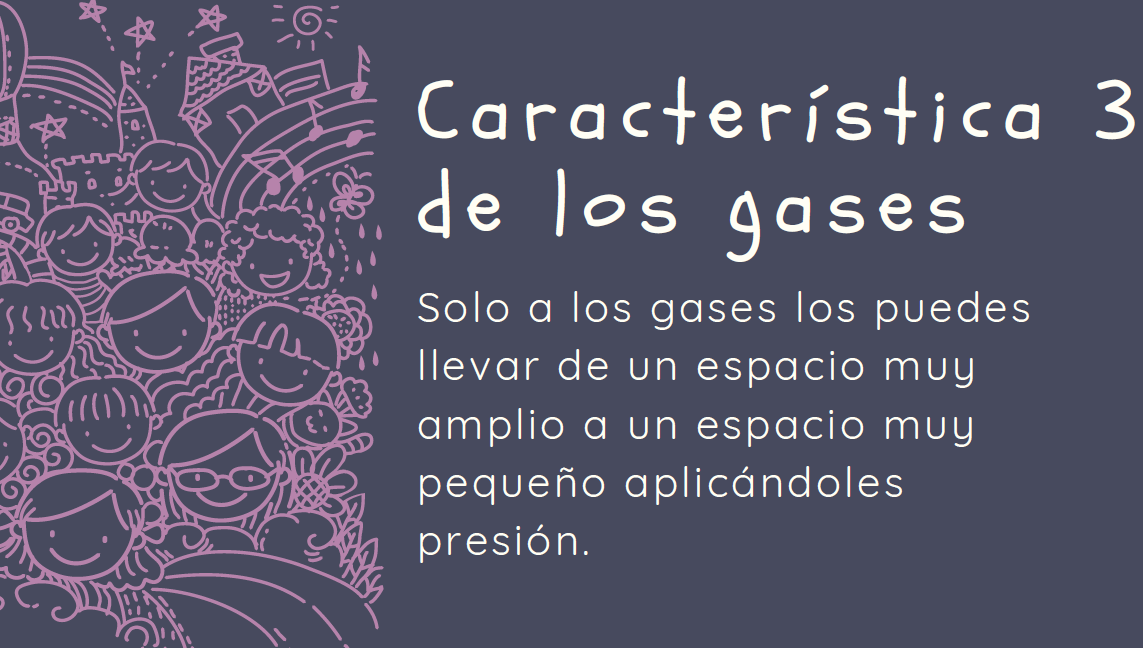 Característica 3
de los gases
Solo a los gases los puedes
llevar de un espacio muy
amplio a un espacio muy
pequeño aplicándoles
presión.